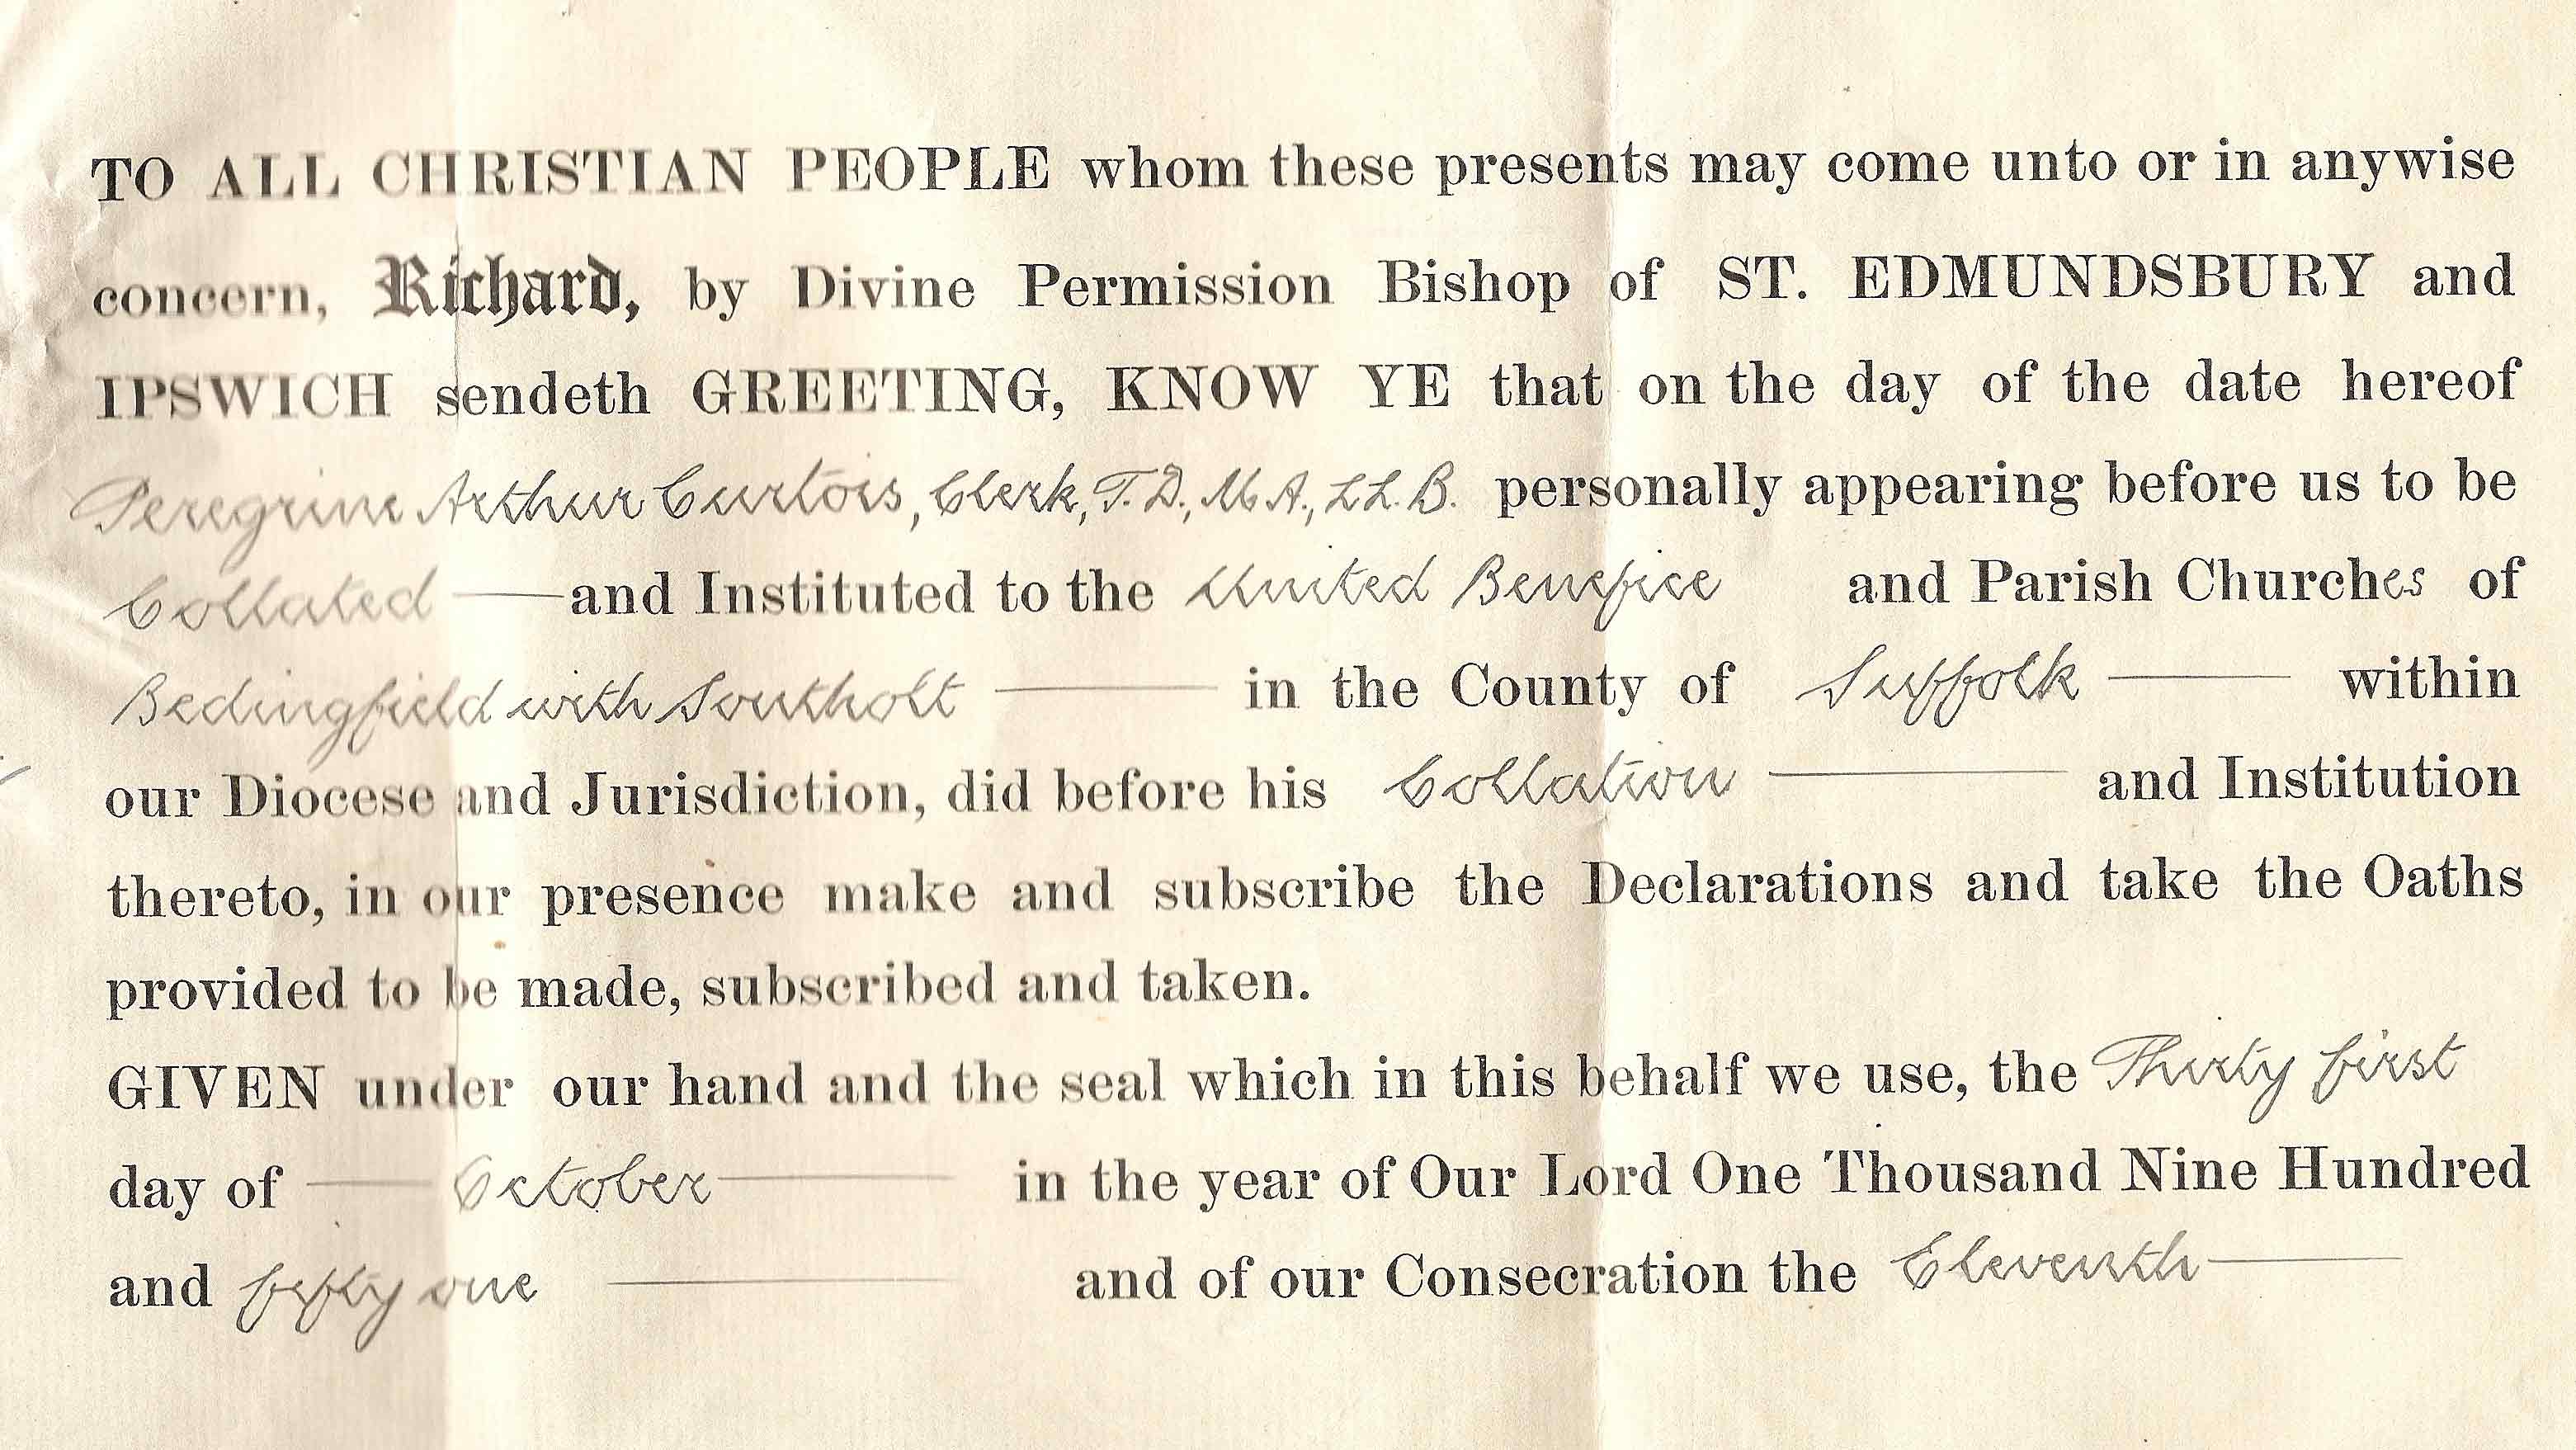 TO ALL CHRISTIAN PEOPLE whom these presents may come unto or in anywise
concern, Richard, by Divine Permission Bishop of ST. EDMUNDSBURY and
IPSWICH sendeth GREETING, KNOW YE that on the day of the date hereof
Peregrine Arthur Curtois, Clerk, T.D., M.A., LL.B. personally appearing before us to be
Collated — and Instituted to the United Benefice and Parish Churches of
Bedingfield with Southolt — in the County of Suffolk — within
our Diocese and Jurisdiction, did before his Collation — and Institution
thereto, in our presence make and subscribe the Declarations and take the Oaths
provided to be made, subscribed and taken.
GIVEN under our hand and the seal which in this behalf we use, the Thirty first
day of — October — in the year of Our Lord One Thousand Nine Hundred
and fifty one — and of our Consecration the Eleventh —